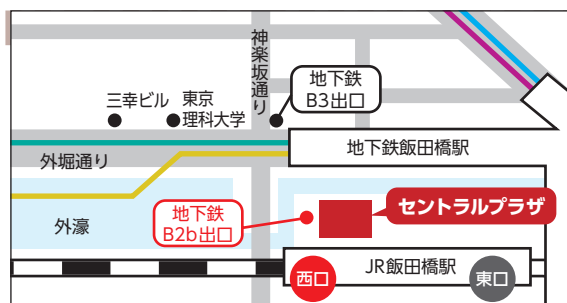 神楽坂通り
地下鉄
B3出口
三幸ビル
東京
理科大学
外堀通り
地下鉄飯田橋駅
地下鉄
B2b出口
セントラルプラザ
外濠
西口
JR飯田橋駅
東口